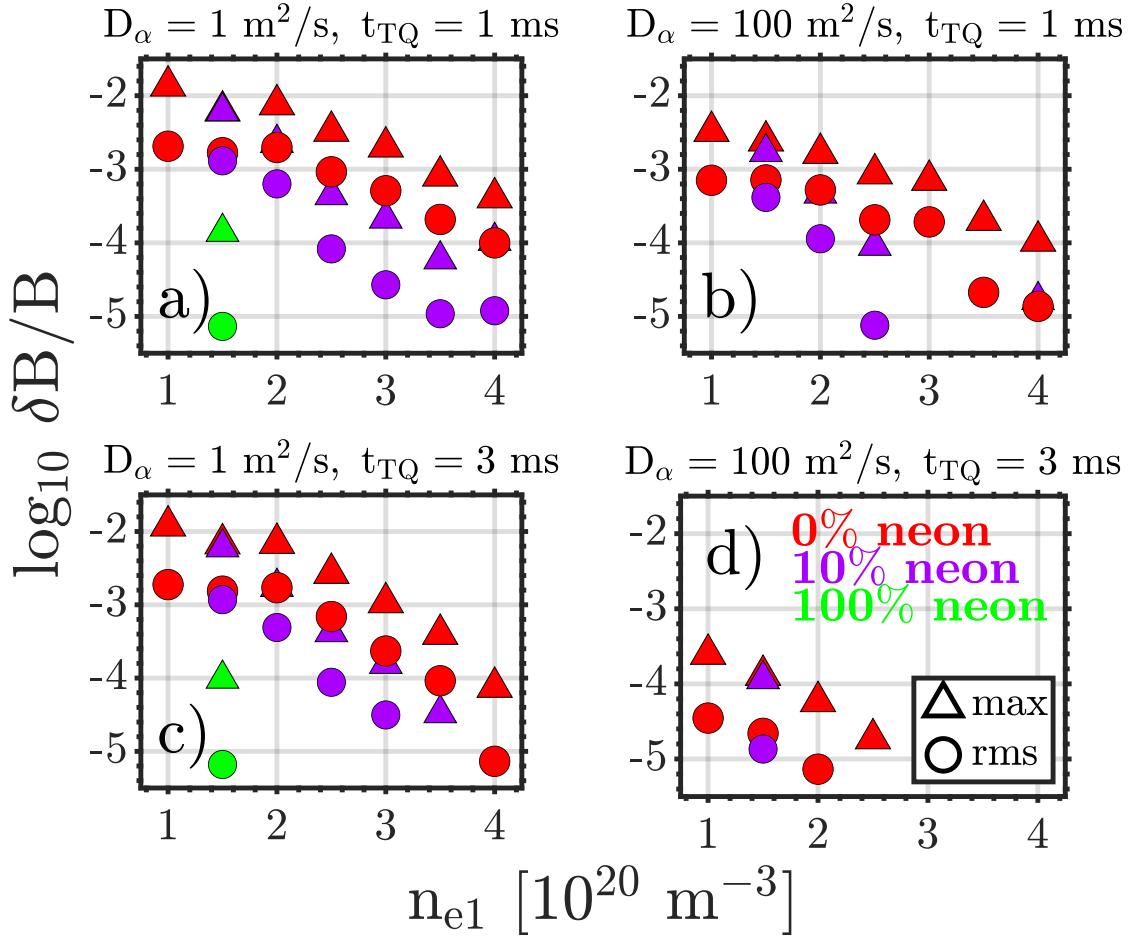 D_α = 1 m²/s, t_TQ = 1 ms
D_α = 100 m²/s, t_TQ = 1 ms
-2
-3
-4
-5
a)
1 2 3 4
-2
-3
-4
-5
b)
1 2 3 4
log₁₀ δB/B
D_α = 1 m²/s, t_TQ = 3 ms
D_α = 100 m²/s, t_TQ = 3 ms
-2
-3
-4
-5
c)
1 2 3 4
-2
-3
-4
-5
d)
0% neon
10% neon
100% neon
max
rms
1 2 3 4
n_e1 [10²⁰ m⁻³]